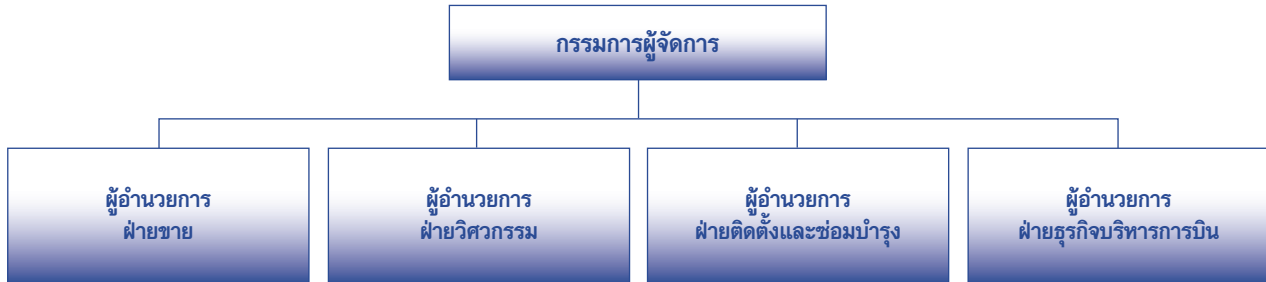 กรรมการผู้จัดการ
ผู้อำนวยการ
ฝ่ายขาย
ผู้อำนวยการ
ฝ่ายวิศวกรรม
ผู้อำนวยการ
ฝ่ายติดตั้งและซ่อมบำรุง
ผู้อำนวยการ
ฝ่ายธุรกิจบริหารการบิน